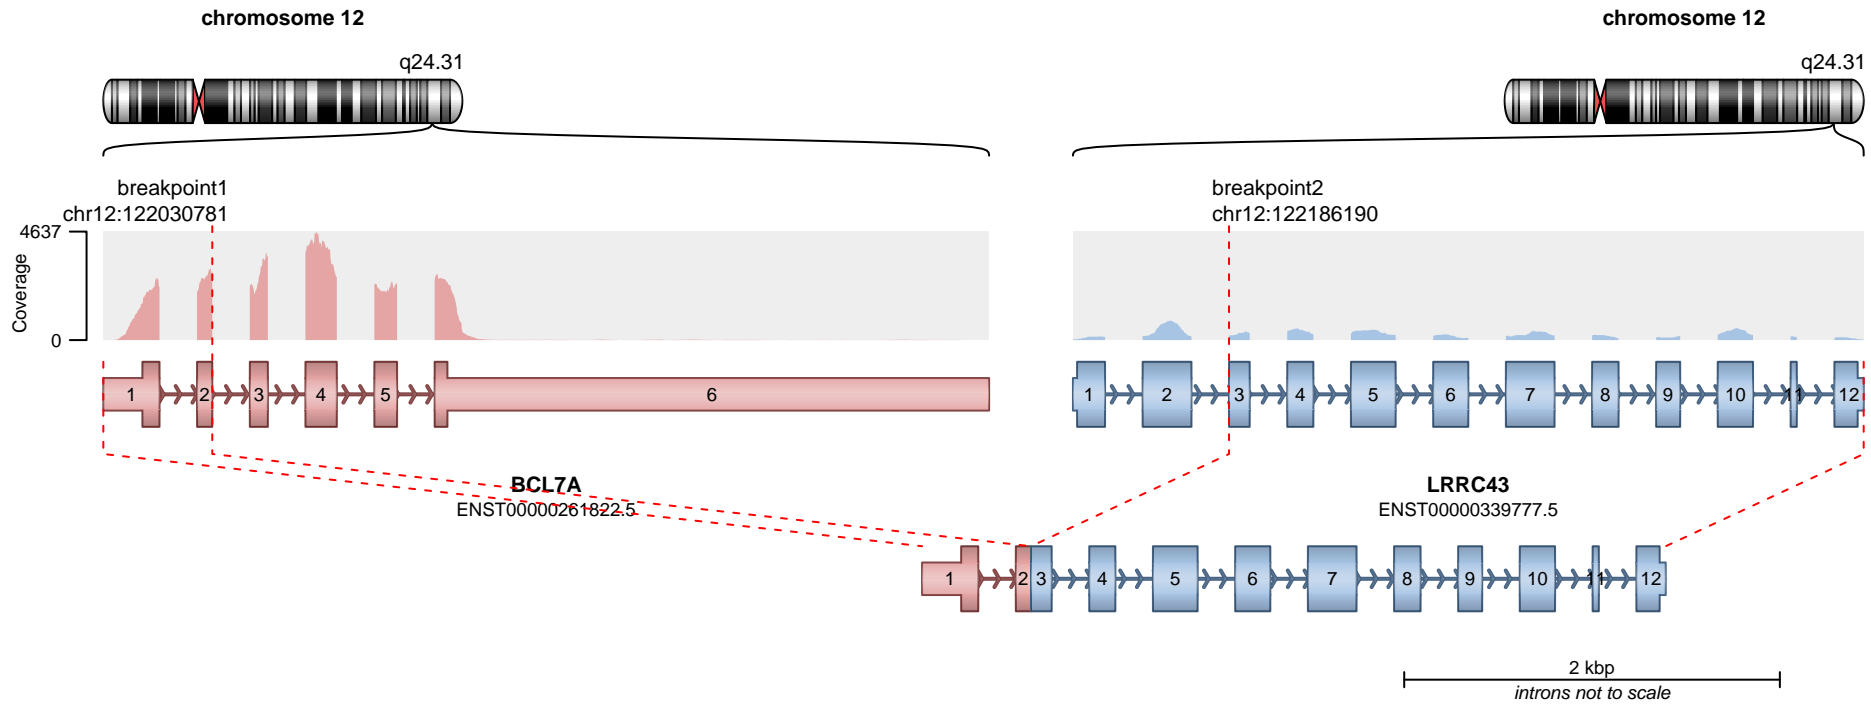 chromosome 12
chromosome 12
q24.31
q24.31
breakpoint1
chr12:122030781
breakpoint2
chr12:122186190
4637
Coverage
0
1 2 3 4 5 6
1 2 3 4 5 6 7 8 9 10 11 12
BCL7A
ENST00000261822.5
LRRC43
ENST00000339777.5
1 2 3 4 5 6 7 8 9 10 11 12
2 kbp
introns not to scale